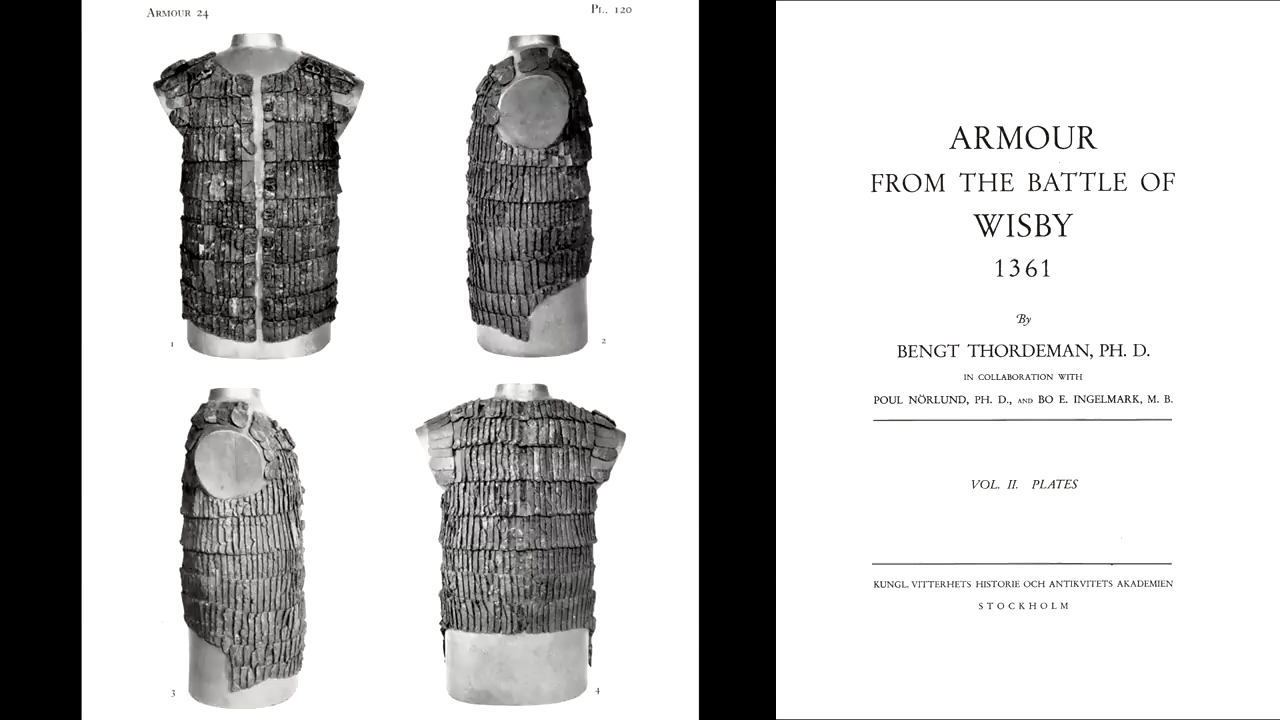 ARMOUR 24
PL. 120
1
2
3
4
ARMOUR
FROM THE BATTLE OF
WISBY
1361
By
BENGT THORDEMAN, PH. D.
IN COLLABORATION WITH
POUL NÖRLUND, PH. D., AND BO E. INGELMARK, M. B.
VOL. II. PLATES
KUNGL. VITTERHETS HISTORIE OCH ANTIKVITETS AKADEMIEN
STOCKHOLM